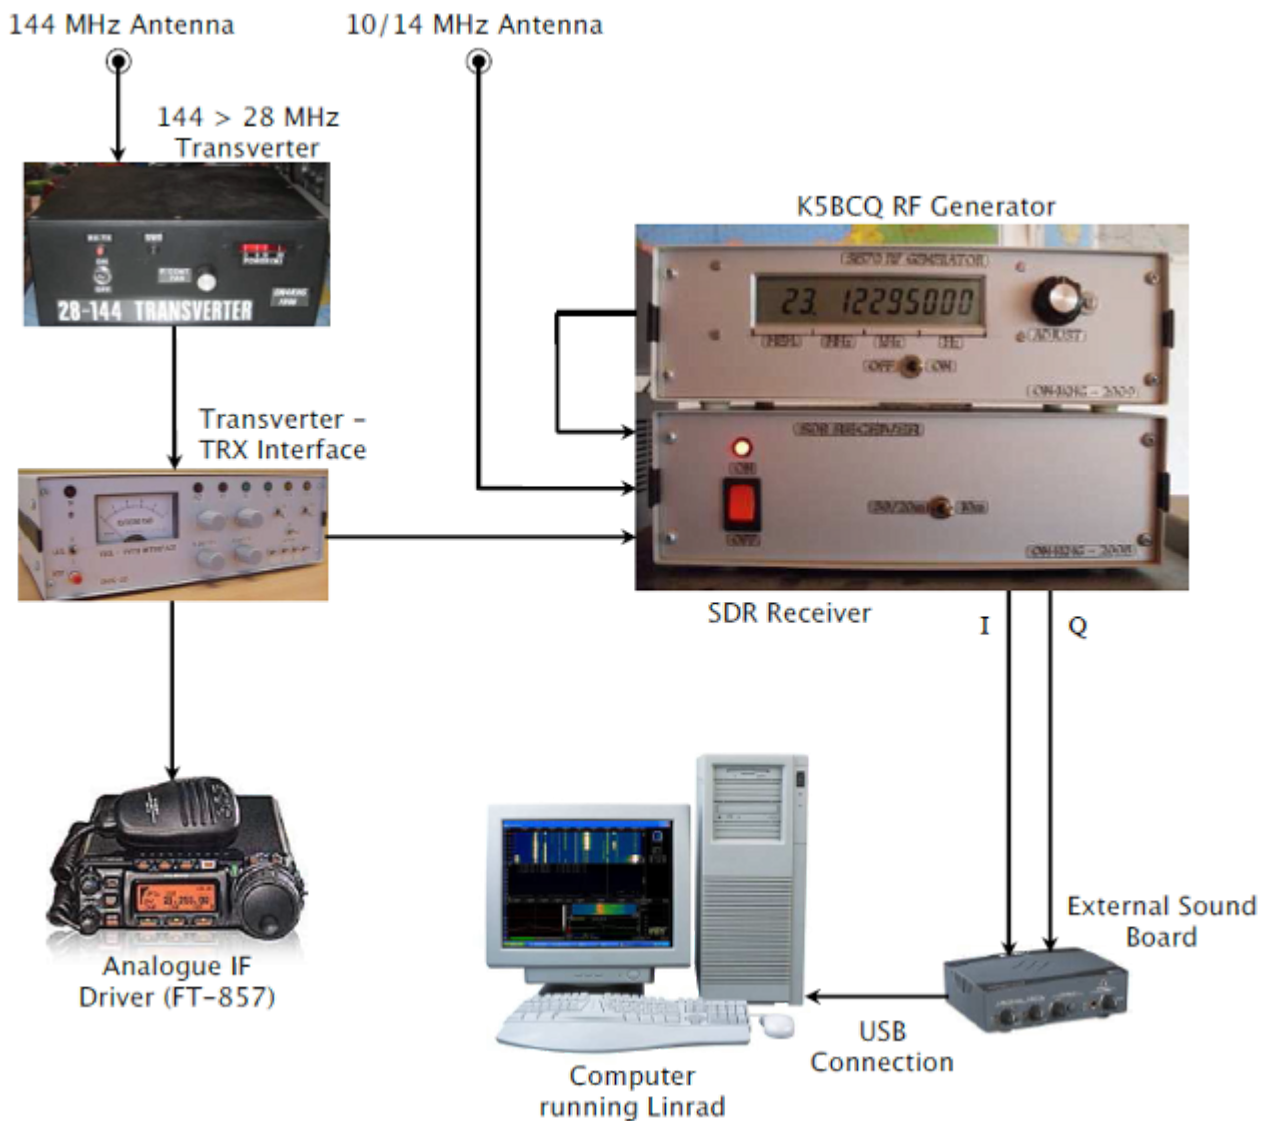 144 MHz Antenna
10/14 MHz Antenna
144 > 28 MHz
Transverter
K5BCQ RF Generator
RF GENERATOR
23. 12295000
ADJUST
OFF ON
28-144 TRANSVERTER
Transverter -
TRX Interface
SDR RECEIVER
ON
OFF
SDR Receiver
I
Q
External Sound
Board
Analogue IF
Driver (FT-857)
USB
Connection
Computer
running Linrad